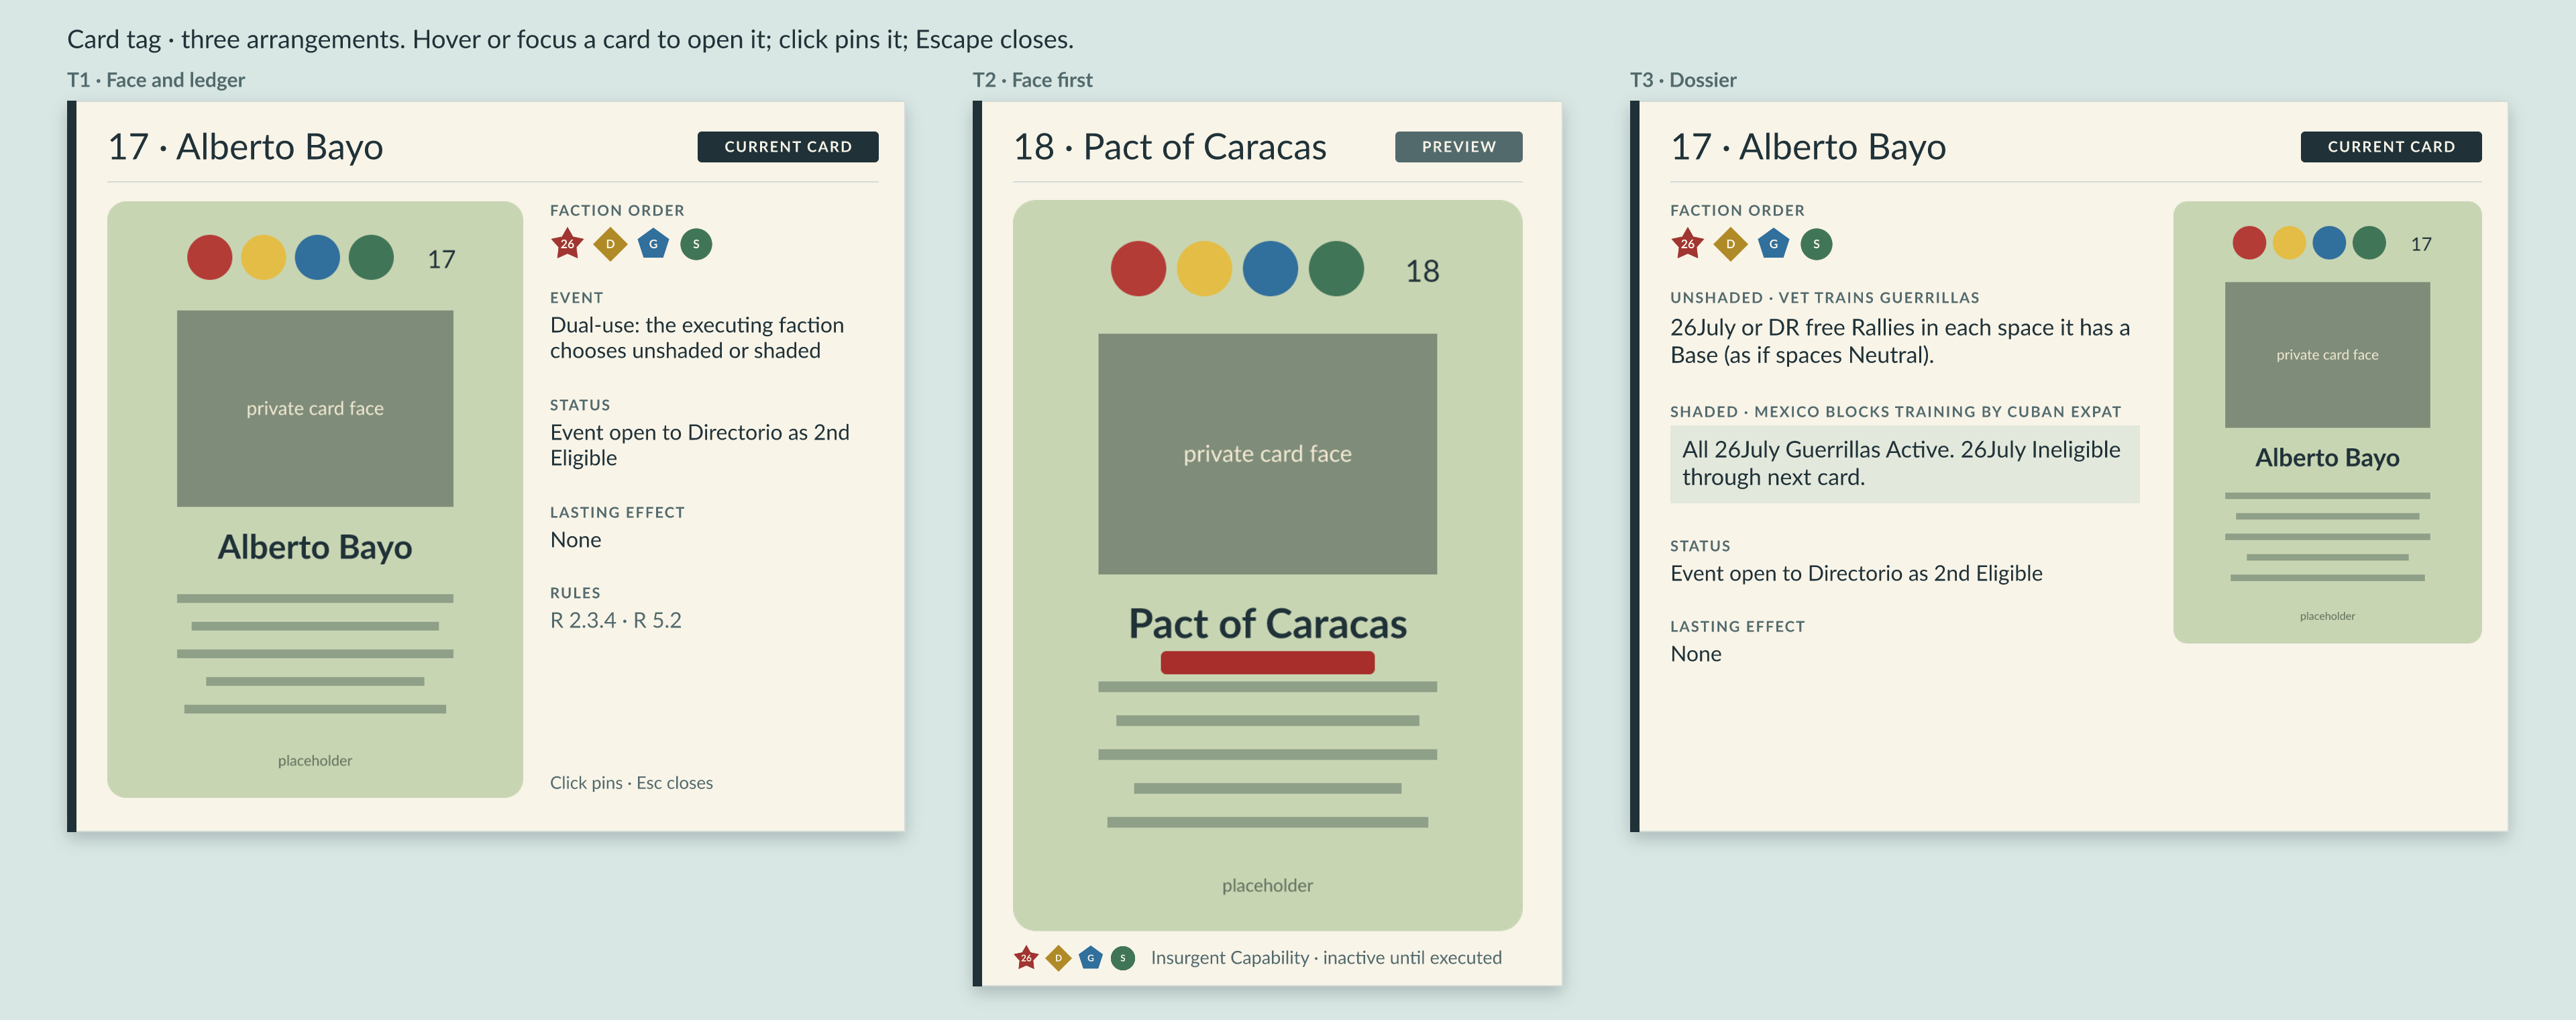 Card tag · three arrangements. Hover or focus a card to open it; click pins it; Escape closes.
T1 · Face and ledger
17 · Alberto Bayo
CURRENT CARD
17
private card face
Alberto Bayo
placeholder
FACTION ORDER
26 D G S
EVENT
Dual-use: the executing faction
chooses unshaded or shaded
STATUS
Event open to Directorio as 2nd
Eligible
LASTING EFFECT
None
RULES
R 2.3.4 · R 5.2
Click pins · Esc closes
T2 · Face first
18 · Pact of Caracas
PREVIEW
18
private card face
Pact of Caracas
placeholder
26 D G S Insurgent Capability · inactive until executed
T3 · Dossier
17 · Alberto Bayo
CURRENT CARD
FACTION ORDER
26 D G S
UNSHADED · VET TRAINS GUERRILLAS
26July or DR free Rallies in each space it has a
Base (as if spaces Neutral).
SHADED · MEXICO BLOCKS TRAINING BY CUBAN EXPAT
All 26July Guerrillas Active. 26July Ineligible
through next card.
STATUS
Event open to Directorio as 2nd Eligible
LASTING EFFECT
None
17
private card face
Alberto Bayo
placeholder